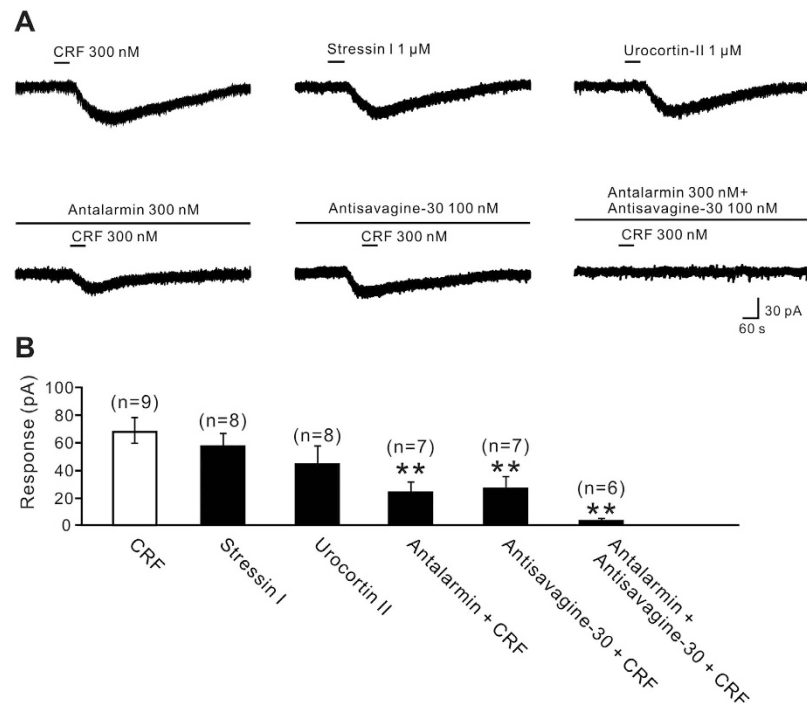 A
CRF 300 nM
Stressin I 1 µM
Urocortin-II 1 µM
Antalarmin 300 nM
CRF 300 nM
Antisavagine-30 100 nM
CRF 300 nM
Antalarmin 300 nM+
Antisavagine-30 100 nM
CRF 300 nM
30 pA
60 s
B
Response (pA)
100
80
60
40
20
0
(n=9)
(n=8)
(n=8)
(n=7)
**
(n=7)
**
(n=6)
**
CRF
Stressin I
Urocortin II
Antalarmin + CRF
Antisavagine-30 + CRF
Antalarmin +
Antisavagine-30 + CRF